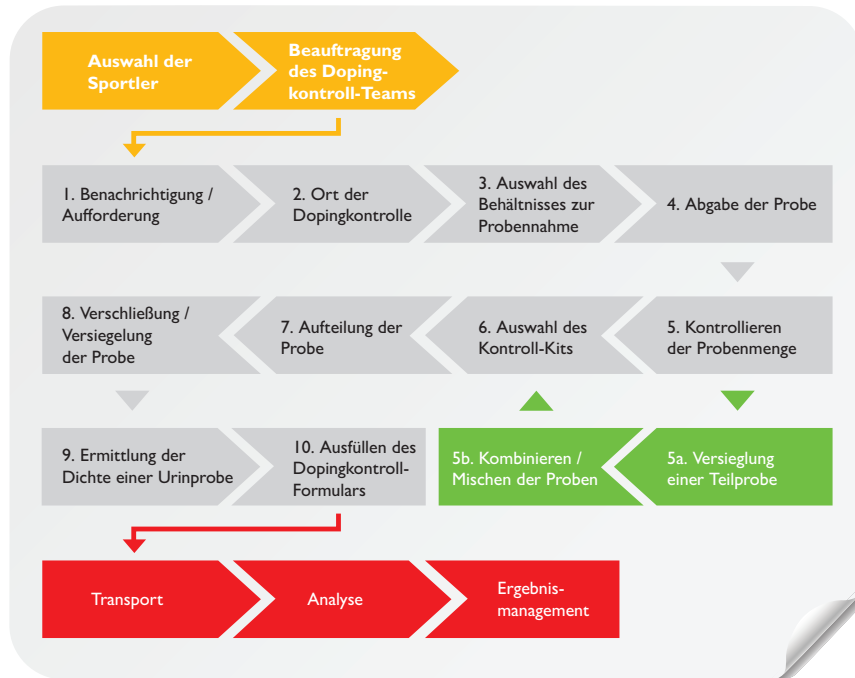 Auswahl der
Sportler
Beauftragung
des Doping-
kontroll-Teams
1. Benachrichtigung /
Aufforderung
2. Ort der
Dopingkontrolle
3. Auswahl des
Behältnisses zur
Probennahme
4. Abgabe der Probe
8. Verschließung /
Versiegelung
der Probe
7. Aufteilung der
Probe
6. Auswahl des
Kontroll-Kits
5. Kontrollieren
der Probenmenge
9. Ermittlung der
Dichte einer Urinprobe
10. Ausfüllen des
Dopingkontroll-
Formulars
5b. Kombinieren /
Mischen der Proben
5a. Versieglung
einer Teilprobe
Transport
Analyse
Ergebnis-
management